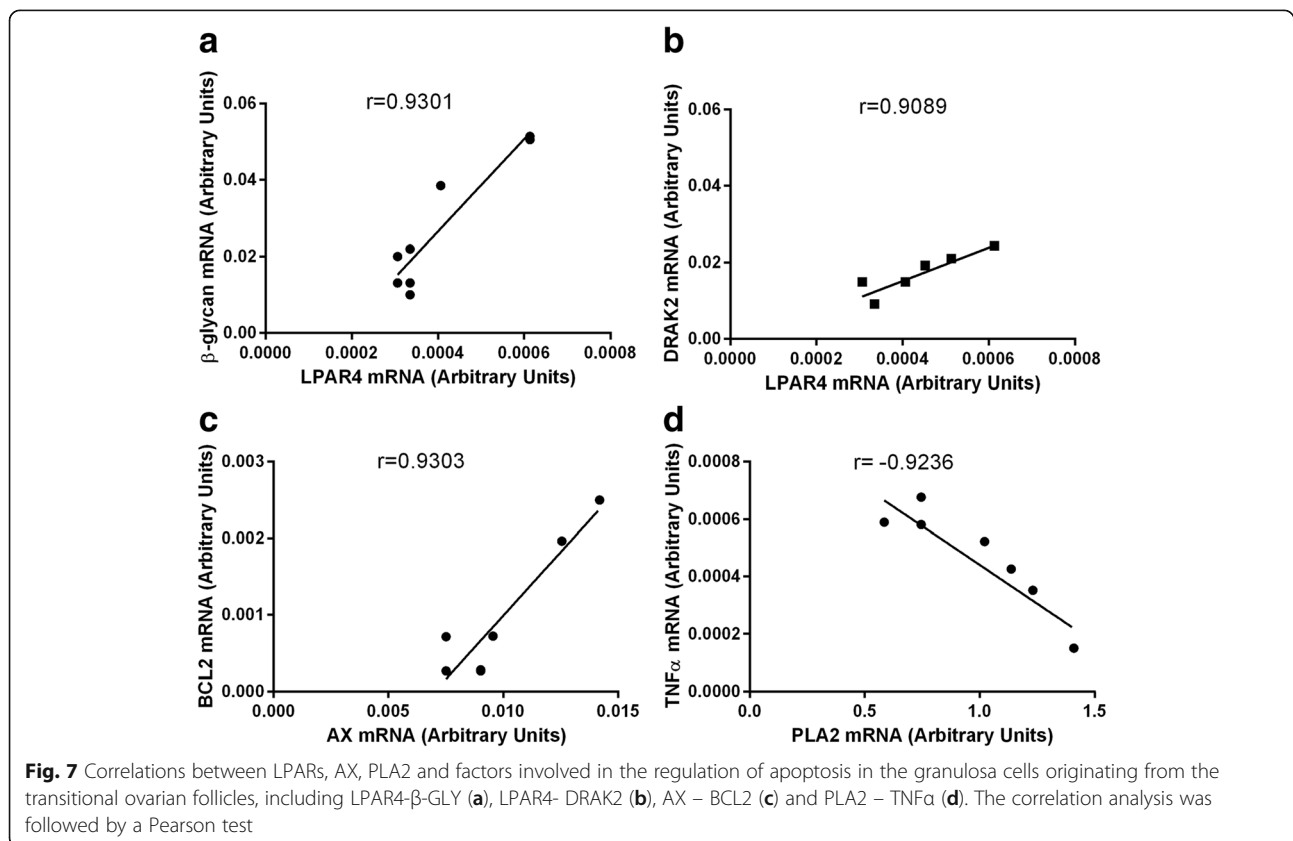 a
β-glycan mRNA (Arbitrary Units)
r=0.9301
0.06
0.04
0.02
0.00
0.0000 0.0002 0.0004 0.0006 0.0008
LPAR4 mRNA (Arbitrary Units)
b
DRAK2 mRNA (Arbitrary Units)
r=0.9089
0.06
0.04
0.02
0.00
0.0000 0.0002 0.0004 0.0006 0.0008
LPAR4 mRNA (Arbitrary Units)
c
BCL2 mRNA (Arbitrary Units)
r=0.9303
0.003
0.002
0.001
0.000
0.000 0.005 0.010 0.015
AX mRNA (Arbitrary Units)
d
TNFα mRNA (Arbitrary Units)
r= -0.9236
0.0008
0.0006
0.0004
0.0002
0.0000
0.0 0.5 1.0 1.5
PLA2 mRNA (Arbitrary Units)
Fig. 7 Correlations between LPARs, AX, PLA2 and factors involved in the regulation of apoptosis in the granulosa cells originating from the
transitional ovarian follicles, including LPAR4-β-GLY (a), LPAR4- DRAK2 (b), AX – BCL2 (c) and PLA2 – TNFα (d). The correlation analysis was
followed by a Pearson test